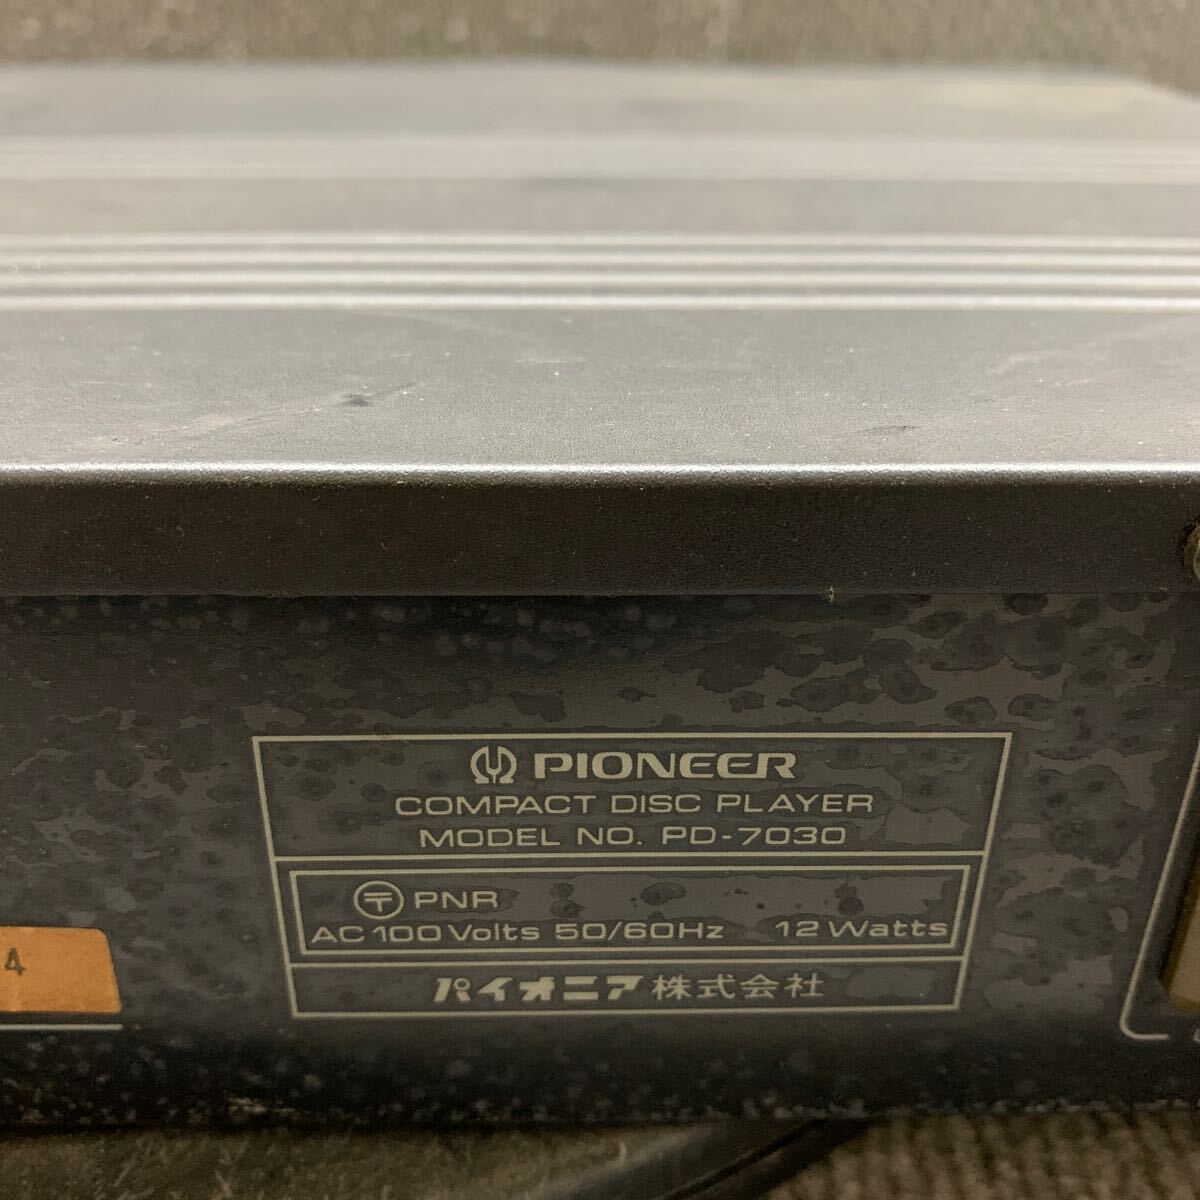 PIONEER
COMPACT DISC PLAYER
MODEL NO. PD-7030
〒 PNR
AC 100 Volts 50/60Hz 12 Watts
パイオニア株式会社
4